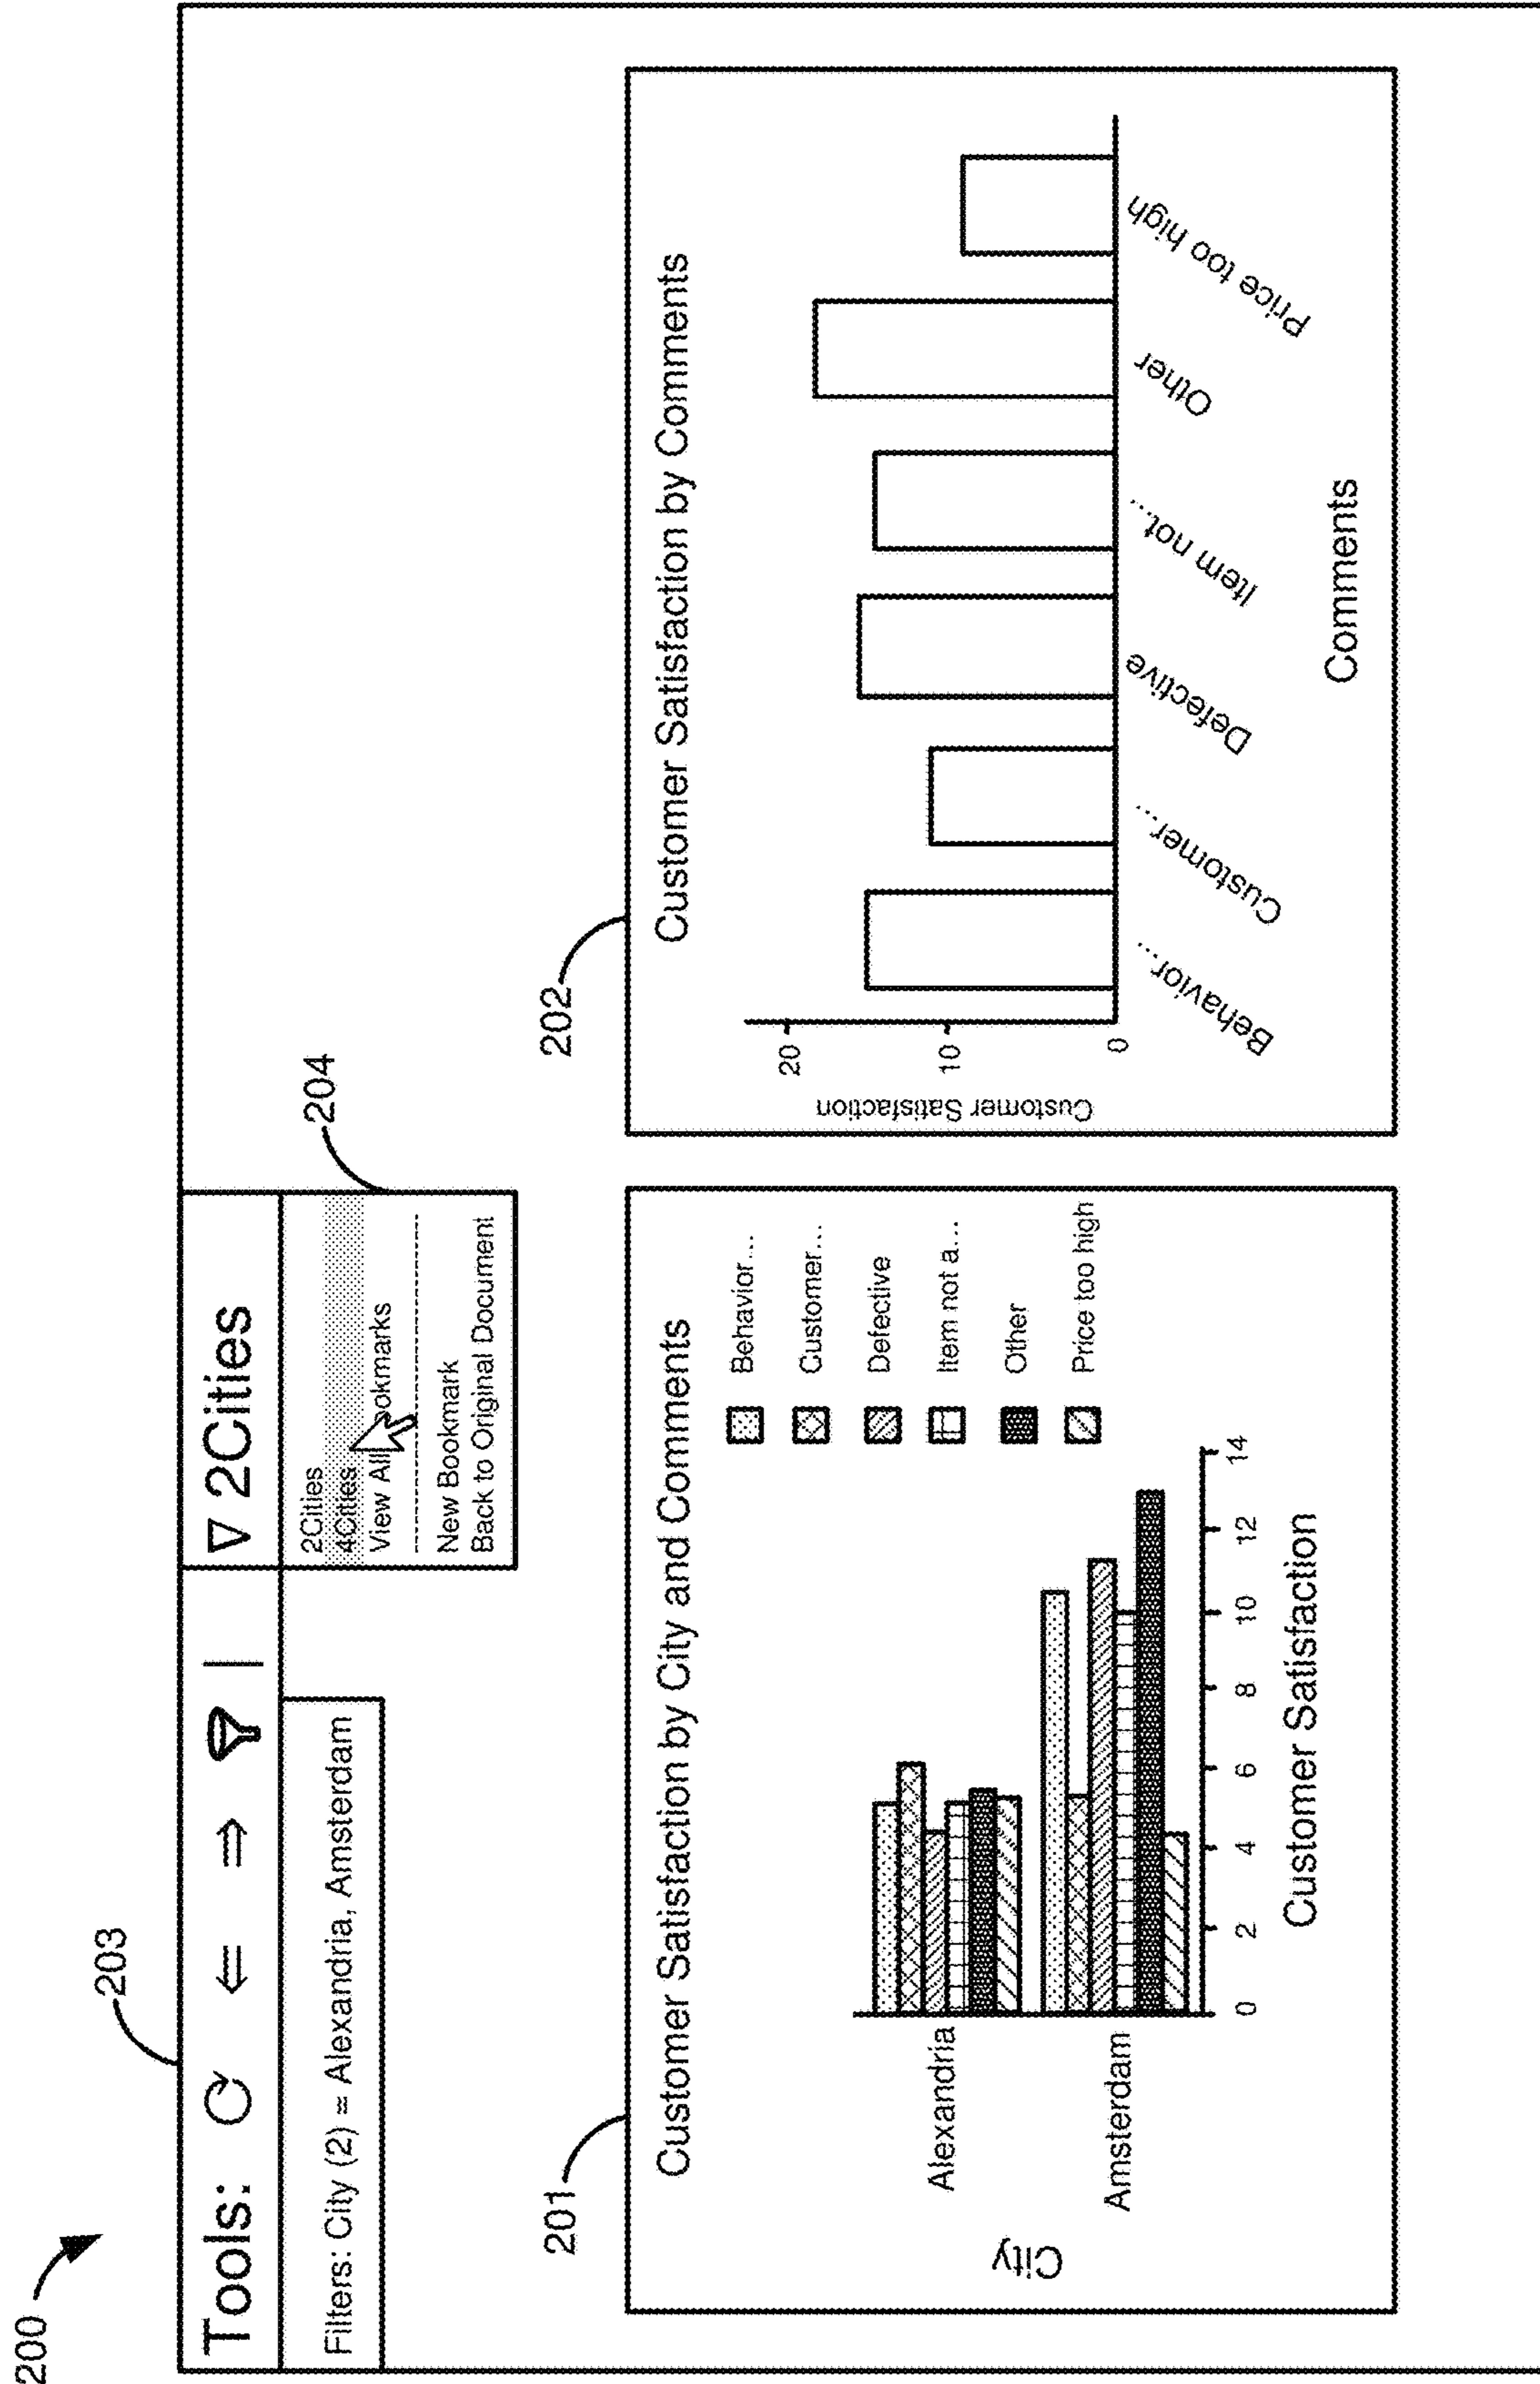 200
203
Tools:
▽ 2Cities
Filters: City (2) = Alexandria, Amsterdam
204
2Cities
4Cities
View All ookmarks
New Bookmark
Back to Original Document
201
Customer Satisfaction by City and Comments
City
Alexandria
Amsterdam
0 2 4 6 8 10 12 14
Customer Satisfaction
Behavior...
Customer...
Defective
Item not a...
Other
Price too high
202
Customer Satisfaction by Comments
Customer Satisfaction
20
10
0
Behavior...
Customer...
Defective
Item not...
Other
Price too high
Comments